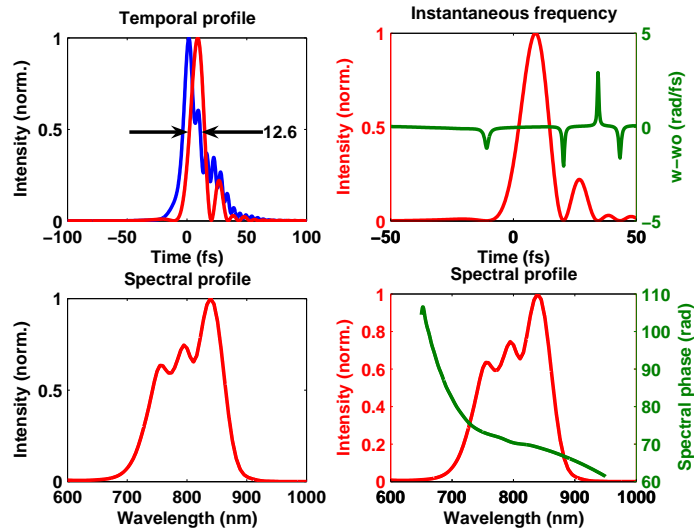 Temporal profile
Intensity (norm.)
1
0.5
0
12.6
−100 −50 0 50 100
Time (fs)
Instantaneous frequency
Intensity (norm.)
1
0.5
0
5
0
−5
w−wo (rad/fs)
−50 0 50
Time (fs)
Spectral profile
Intensity (norm.)
1
0.5
0
600 700 800 900 1000
Wavelength (nm)
Spectral profile
Intensity (norm.)
1
0.8
0.6
0.4
0.2
0
110
100
90
80
70
60
Spectral phase (rad)
600 700 800 900 1000
Wavelength (nm)